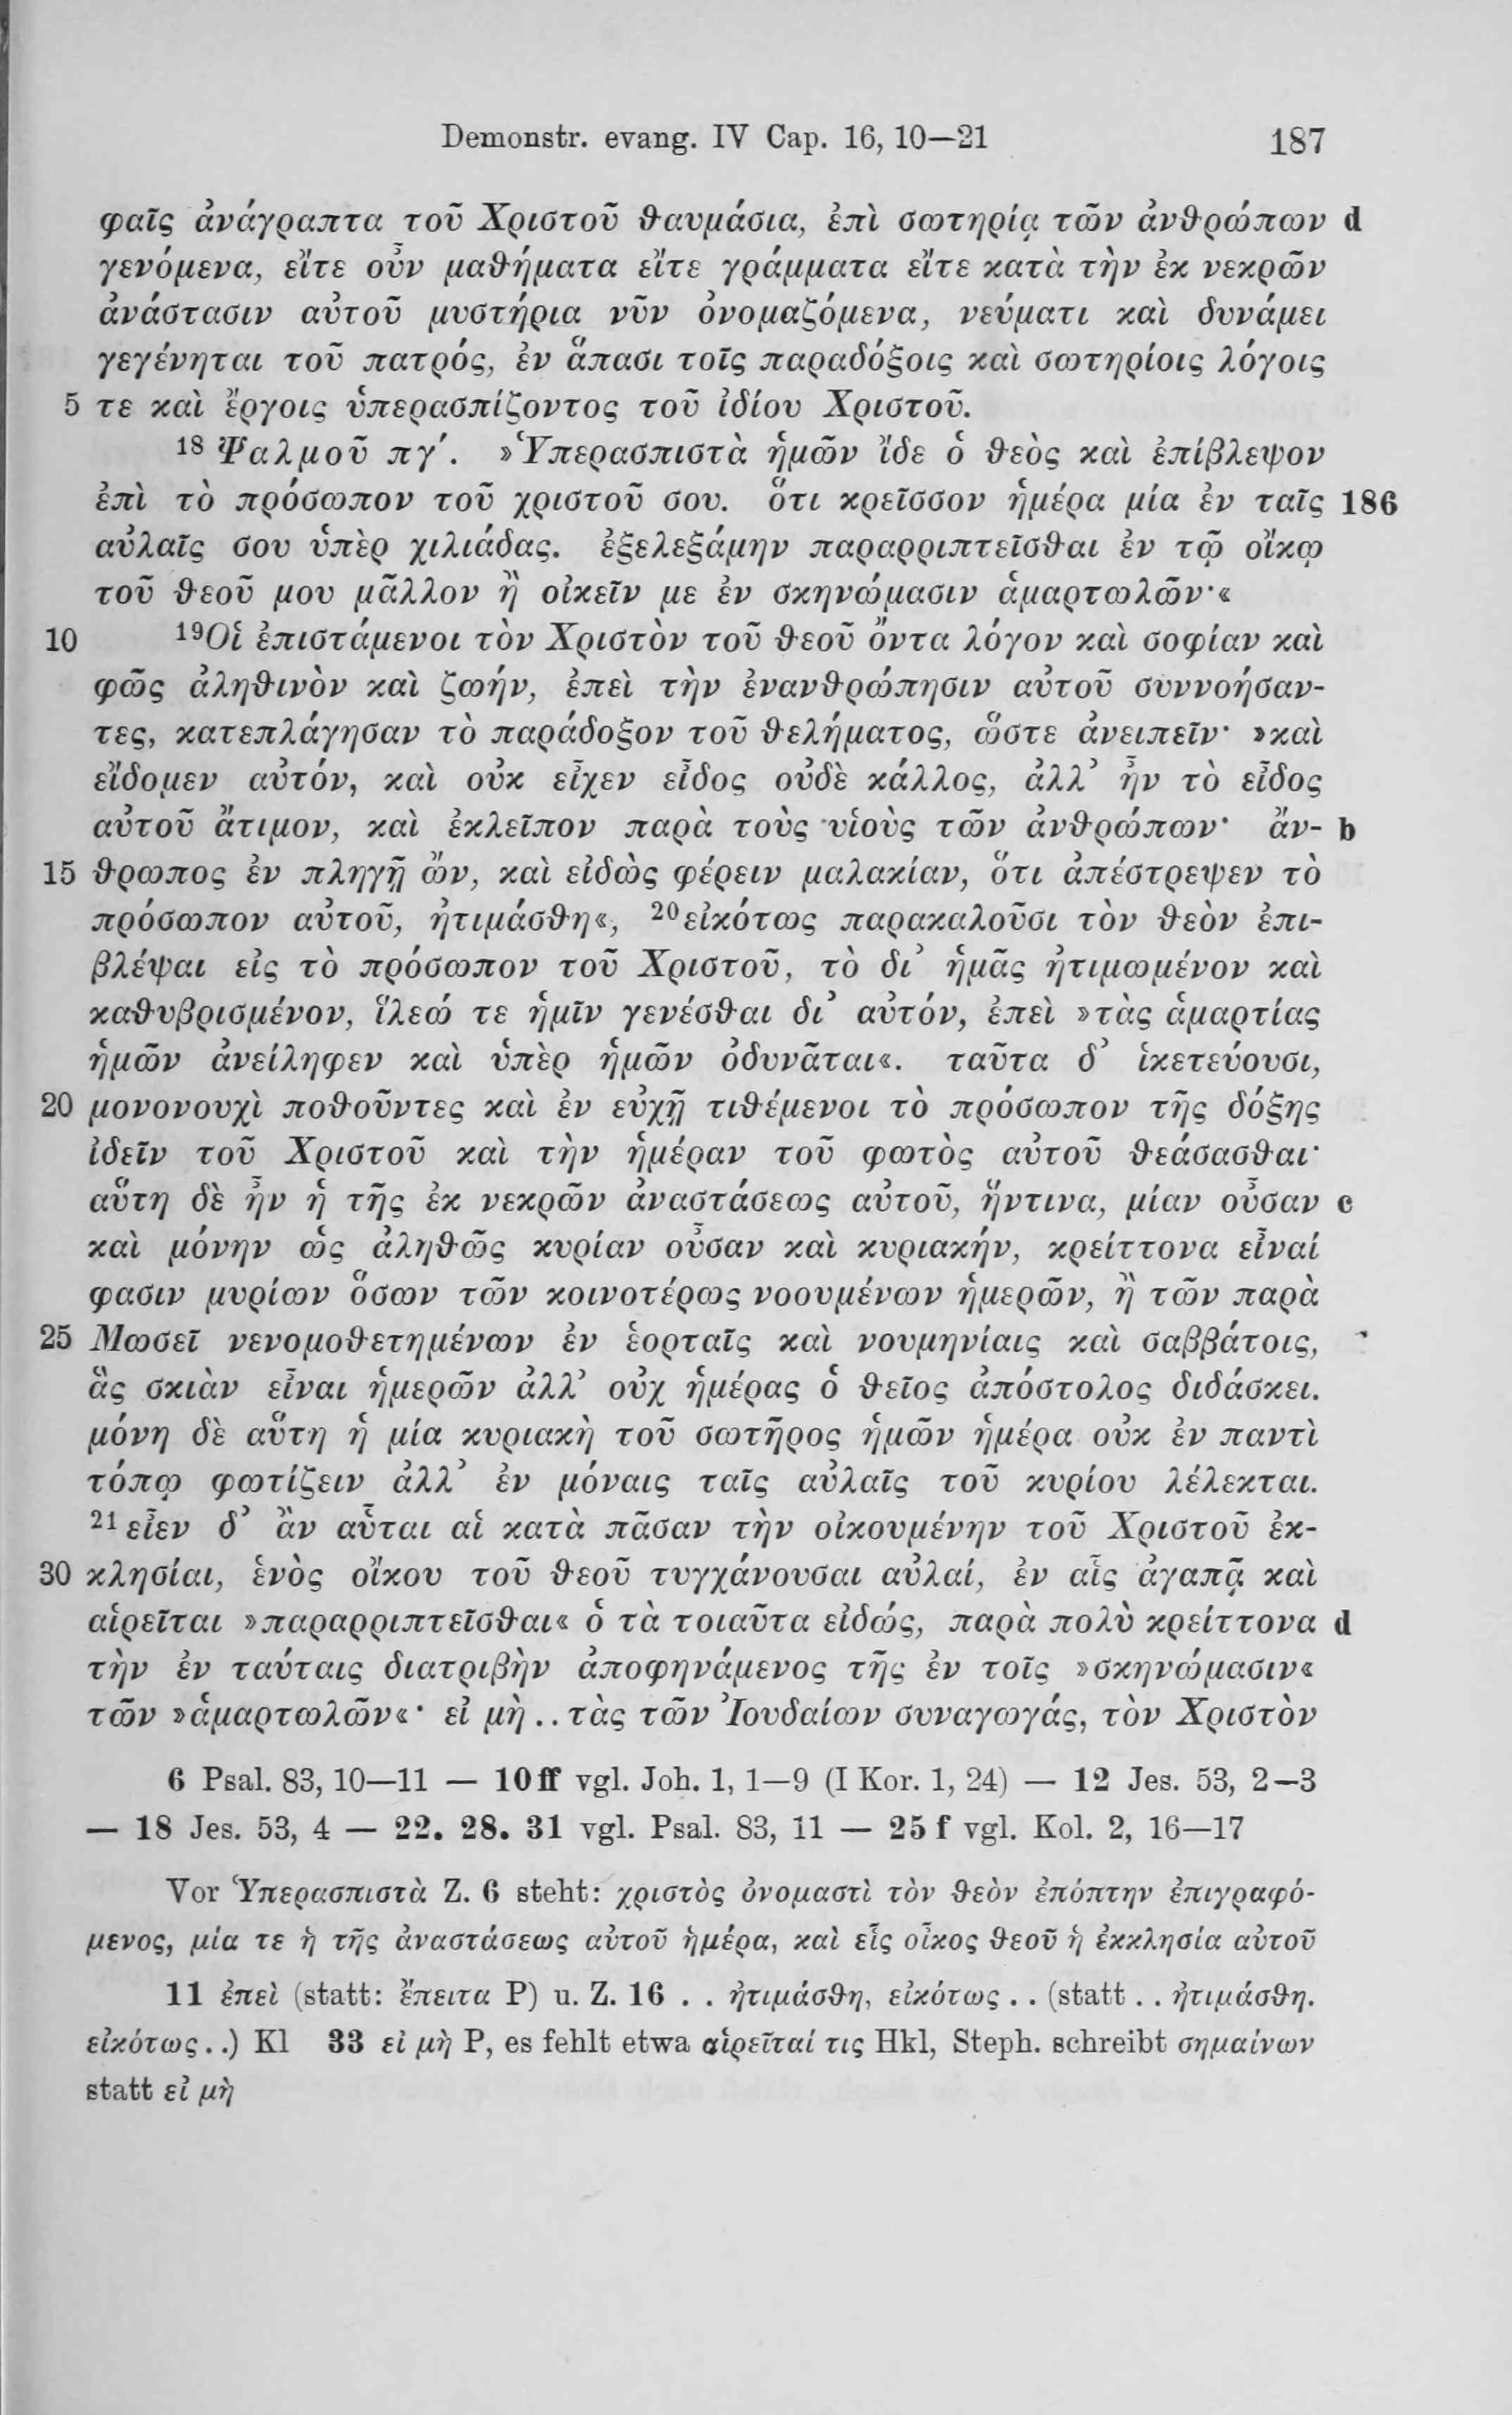 Demonstr. evang. IV Cap. 16, 10—21 187
φαῖς ἀνάγραπτα τοῦ Χριστοῦ θαυμάσια, ἐπὶ σωτηρίᾳ τῶν ἀνθρώπων d
γενόμενα, εἴτε οὖν μαθήματα εἴτε γράμματα εἴτε κατὰ τὴν ἐκ νεκρῶν
ἀνάστασιν αὐτοῦ μυστήρια νῦν ὀνομαζόμενα, νεύματι καὶ δυνάμει
γεγένηται τοῦ πατρός, ἐν ἅπασι τοῖς παραδόξοις καὶ σωτηρίοις λόγοις
5 τε καὶ ἔργοις ὑπερασπίζοντος τοῦ ἰδίου Χριστοῦ.
18 Ψαλμοῦ πγ΄. »Ὑπερασπιστὰ ἡμῶν ἴδε ὁ θεὸς καὶ ἐπίβλεψον
ἐπὶ τὸ πρόσωπον τοῦ χριστοῦ σου. ὅτι κρεῖσσον ἡμέρα μία ἐν ταῖς 186
αὐλαῖς σου ὑπὲρ χιλιάδας. ἐξελεξάμην παραρριπτεῖσθαι ἐν τῷ οἴκῳ
τοῦ θεοῦ μου μᾶλλον ἢ οἰκεῖν με ἐν σκηνώμασιν ἁμαρτωλῶν·«
10 19 Οἱ ἐπιστάμενοι τὸν Χριστὸν τοῦ θεοῦ ὄντα λόγον καὶ σοφίαν καὶ
φῶς ἀληθινὸν καὶ ζωήν, ἐπεὶ τὴν ἐνανθρώπησιν αὐτοῦ συννοήσαν-
τες, κατεπλάγησαν τὸ παράδοξον τοῦ θελήματος, ὥστε ἀνειπεῖν· »καὶ
εἴδομεν αὐτόν, καὶ οὐκ εἶχεν εἶδος οὐδὲ κάλλος, ἀλλ᾽ ἦν τὸ εἶδος
αὐτοῦ ἄτιμον, καὶ ἐκλεῖπον παρὰ τοὺς υἱοὺς τῶν ἀνθρώπων· ἄν- b
15 θρωπος ἐν πληγῇ ὤν, καὶ εἰδὼς φέρειν μαλακίαν, ὅτι ἀπέστρεψεν τὸ
πρόσωπον αὐτοῦ, ἠτιμάσθη«, 20 εἰκότως παρακαλοῦσι τὸν θεὸν ἐπι-
βλέψαι εἰς τὸ πρόσωπον τοῦ Χριστοῦ, τὸ δι᾽ ἡμᾶς ἠτιμωμένον καὶ
καθυβρισμένον, ἵλεώ τε ἡμῖν γενέσθαι δι᾽ αὐτόν, ἐπεὶ »τὰς ἁμαρτίας
ἡμῶν ἀνείληφεν καὶ ὑπὲρ ἡμῶν ὀδυνᾶται«. ταῦτα δ᾽ ἱκετεύουσι,
20 μονονουχὶ ποθοῦντες καὶ ἐν εὐχῇ τιθέμενοι τὸ πρόσωπον τῆς δόξης
ἰδεῖν τοῦ Χριστοῦ καὶ τὴν ἡμέραν τοῦ φωτὸς αὐτοῦ θεάσασθαι·
αὕτη δὲ ἦν ἡ τῆς ἐκ νεκρῶν ἀναστάσεως αὐτοῦ, ἥντινα, μίαν οὖσαν c
καὶ μόνην ὡς ἀληθῶς κυρίαν οὖσαν καὶ κυριακήν, κρείττονα εἶναί
φασιν μυρίων ὅσων τῶν κοινοτέρως νοουμένων ἡμερῶν, ἢ τῶν παρὰ
25 Μωσεῖ νενομοθετημένων ἐν ἑορταῖς καὶ νουμηνίαις καὶ σαββάτοις,
ἃς σκιὰν εἶναι ἡμερῶν ἀλλ᾽ οὐχ ἡμέρας ὁ θεῖος ἀπόστολος διδάσκει.
μόνη δὲ αὕτη ἡ μία κυριακὴ τοῦ σωτῆρος ἡμῶν ἡμέρα οὐκ ἐν παντὶ
τόπῳ φωτίζειν ἀλλ᾽ ἐν μόναις ταῖς αὐλαῖς τοῦ κυρίου λέλεκται.
21 εἶεν δ᾽ ἂν αὗται αἱ κατὰ πᾶσαν τὴν οἰκουμένην τοῦ Χριστοῦ ἐκ-
30 κλησίαι, ἑνὸς οἴκου τοῦ θεοῦ τυγχάνουσαι αὐλαί, ἐν αἷς ἀγαπᾷ καὶ
αἱρεῖται »παραρριπτεῖσθαι« ὁ τὰ τοιαῦτα εἰδώς, παρὰ πολὺ κρείττονα d
τὴν ἐν ταύταις διατριβὴν ἀποφηνάμενος τῆς ἐν τοῖς »σκηνώμασιν«
τῶν »ἁμαρτωλῶν«· εἰ μὴ .. τὰς τῶν Ἰουδαίων συναγωγάς, τὸν Χριστὸν
6 Psal. 83, 10—11 — 10 ff vgl. Joh. 1, 1—9 (I Kor. 1, 24) — 12 Jes. 53, 2—3
— 18 Jes. 53, 4 — 22. 28. 31 vgl. Psal. 83, 11 — 25 f vgl. Kol. 2, 16—17
Vor Ὑπερασπιστὰ Z. 6 steht: χριστὸς ὀνομαστὶ τὸν θεὸν ἐπόπτην ἐπιγραφό-
μενος, μία τε ἡ τῆς ἀναστάσεως αὐτοῦ ἡμέρα, καὶ εἷς οἶκος θεοῦ ἡ ἐκκλησία αὐτοῦ
11 ἐπεὶ (statt: ἔπειτα P) u. Z. 16 . . ἠτιμάσθη, εἰκότως . . (statt . . ἠτιμάσθη.
εἰκότως . .) Kl 33 εἰ μὴ P, es fehlt etwa αἱρεῖταί τις Hkl, Steph. schreibt σημαίνων
statt εἰ μὴ